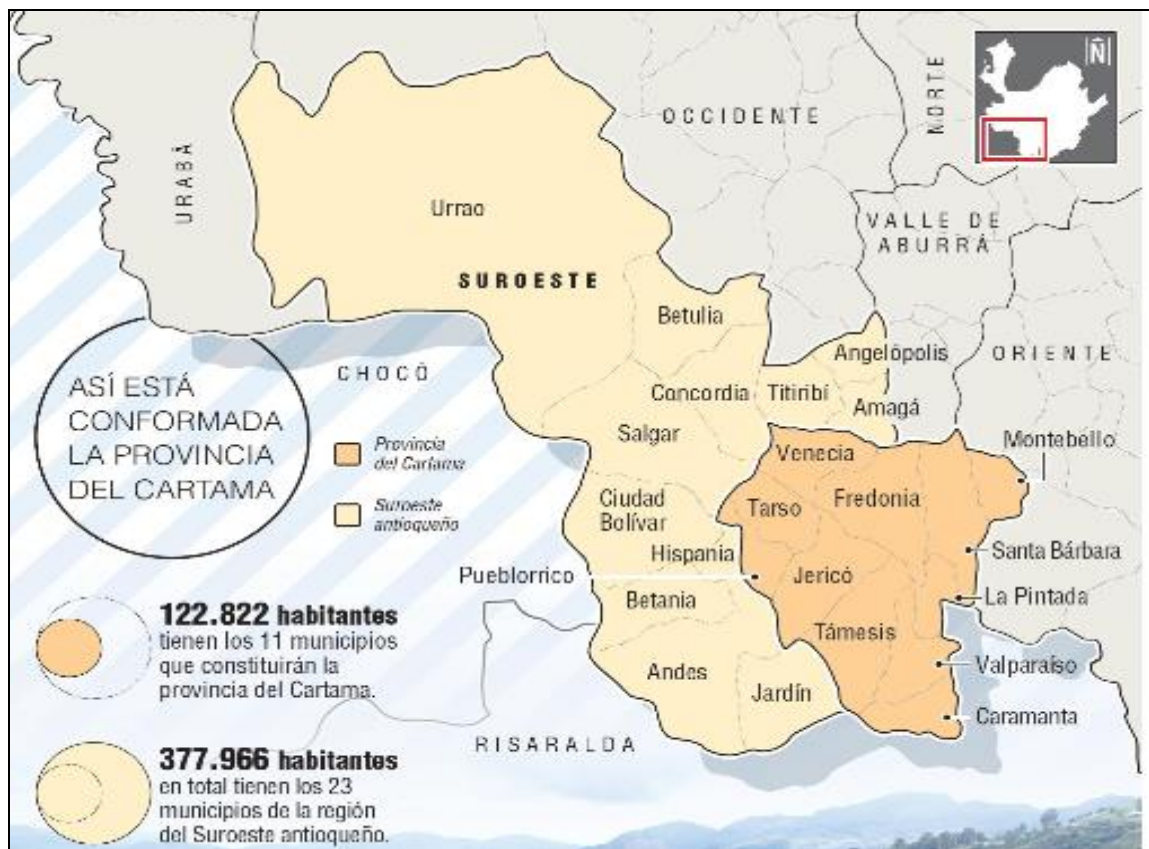 Ñ
OCCIDENTE
NORTE
URABÁ
VALLE DE
ABURRÁ
Urrao
SUROESTE
Betulia
Angelópolis
ORIENTE
CHOCÓ
Concordia
Titiribí
Amagá
ASÍ ESTÁ
CONFORMADA
LA PROVINCIA
DEL CARTAMA
Provincia
del Cartama
Suroeste
antioqueño
Salgar
Venecia
Montebello
Ciudad
Bolívar
Tarso
Fredonia
Hispania
Santa Bárbara
Pueblorrico
Jericó
Betania
La Pintada
Támesis
Andes
Valparaíso
Jardín
Caramanta
RISARALDA
122.822 habitantes
tienen los 11 municipios
que constituirán la
provincia del Cartama.
377.966 habitantes
en total tienen los 23
municipios de la región
del Suroeste antioqueño.